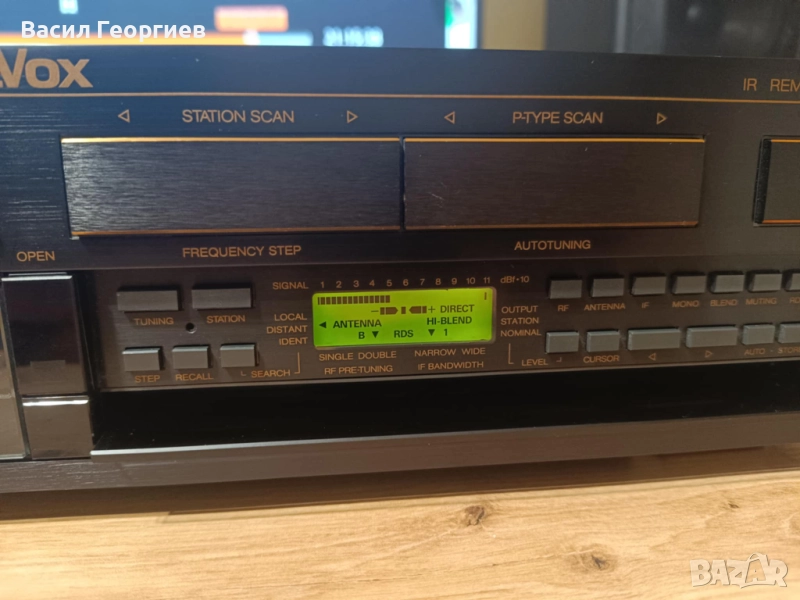 Васил Георгиев
Vox
IR REM
STATION SCAN
P-TYPE SCAN
OPEN
FREQUENCY STEP
AUTOTUNING
SIGNAL 1 2 3 4 5 6 7 8 9 10 11 dBf•10
LOCAL
DISTANT
IDENT
– + DIRECT
◄ ANTENNA HI-BLEND
B ▼ RDS ▼ 1
OUTPUT
STATION
NOMINAL
SINGLE DOUBLE NARROW WIDE
RF PRE-TUNING IF BANDWIDTH
TUNING STATION
STEP RECALL SEARCH
RF ANTENNA IF MONO BLEND MUTING
LEVEL CURSOR AUTO
BAZAR